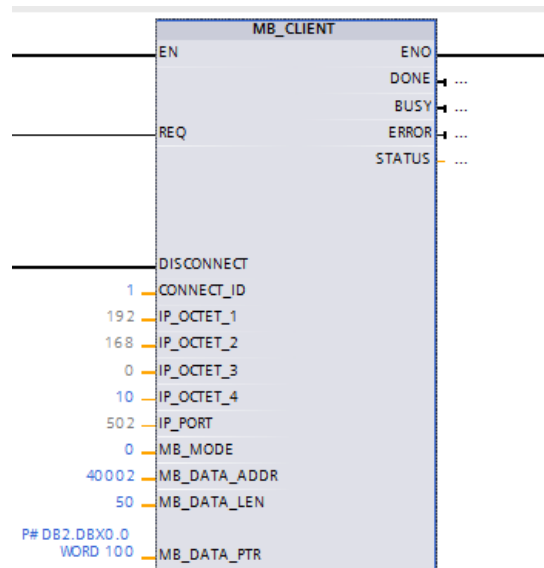 MB_CLIENT
EN ENO
DONE ...
BUSY ...
REQ ERROR ...
STATUS ...
DISCONNECT
1 CONNECT_ID
192 IP_OCTET_1
168 IP_OCTET_2
0 IP_OCTET_3
10 IP_OCTET_4
502 IP_PORT
0 MB_MODE
40002 MB_DATA_ADDR
50 MB_DATA_LEN
P#DB2.DBX0.0
WORD 100 MB_DATA_PTR